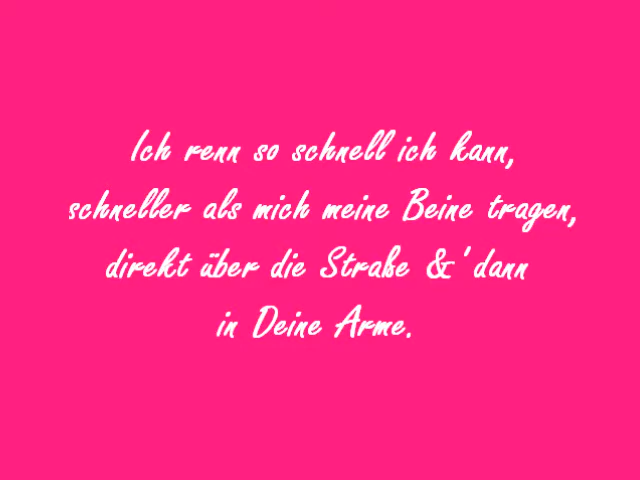 Ich renn so schnell ich kann,
schneller als mich meine Beine tragen,
direkt über die Straße &' dann
in Deine Arme.